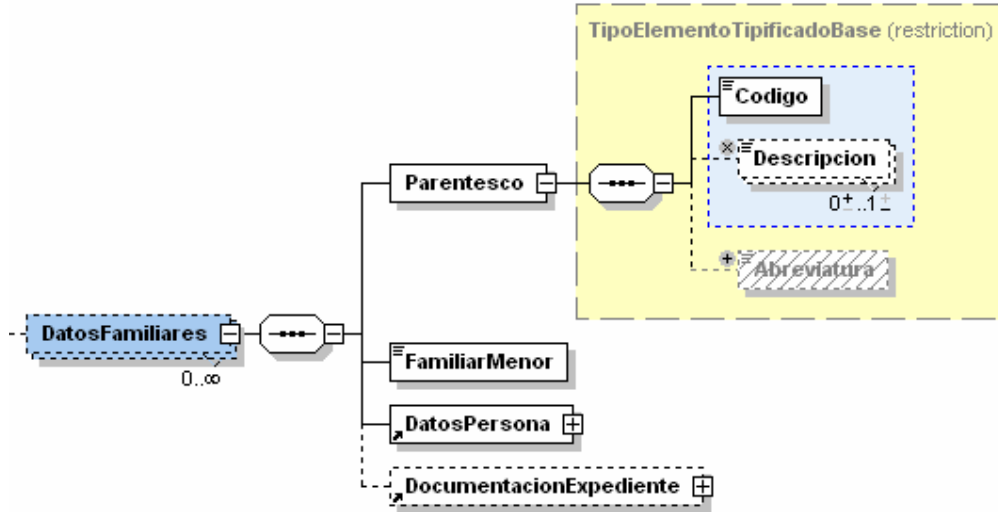 TipoElementoTipificadoBase (restriction)
Codigo
Descripcion
0±..1±
Parentesco
Abreviatura
DatosFamiliares
0..∞
FamiliarMenor
DatosPersona
DocumentacionExpediente